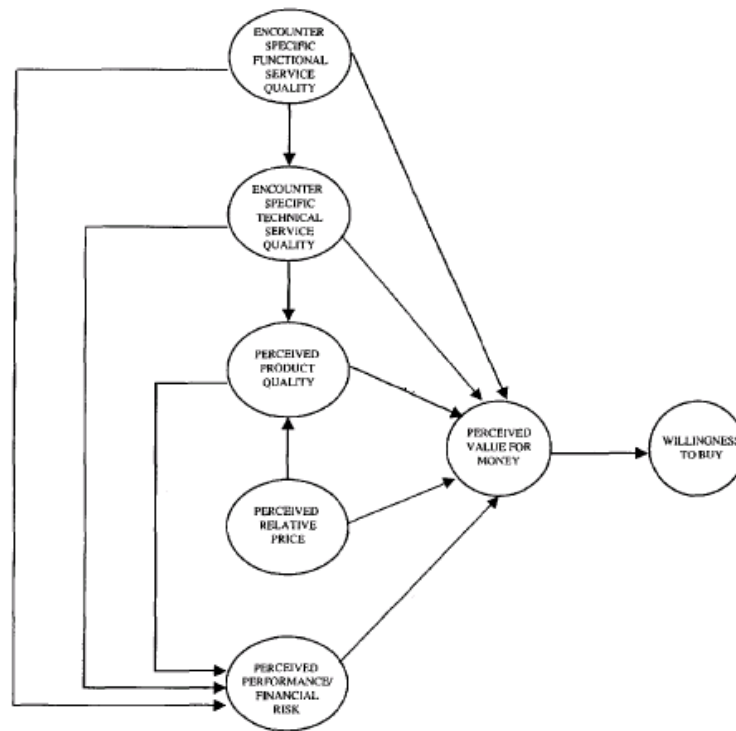 ENCOUNTER
SPECIFIC
FUNCTIONAL
SERVICE
QUALITY
ENCOUNTER
SPECIFIC
TECHNICAL
SERVICE
QUALITY
PERCEIVED
PRODUCT
QUALITY
PERCEIVED
VALUE FOR
MONEY
WILLINGNESS
TO BUY
PERCEIVED
RELATIVE
PRICE
PERCEIVED
PERFORMANCE/
FINANCIAL
RISK